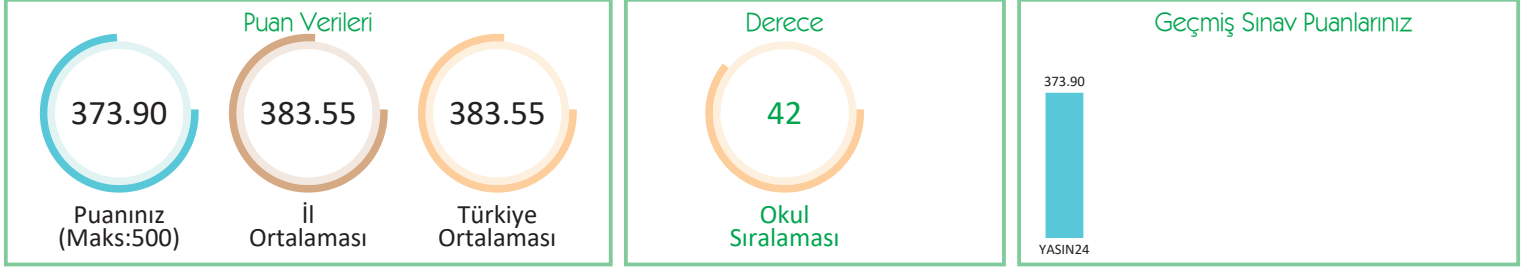 Puan Verileri
373.90
383.55
383.55
Puanınız
(Maks:500)
İl
Ortalaması
Türkiye
Ortalaması
Derece
42
Okul
Sıralaması
Geçmiş Sınav Puanlarınız
373.90
YASIN24